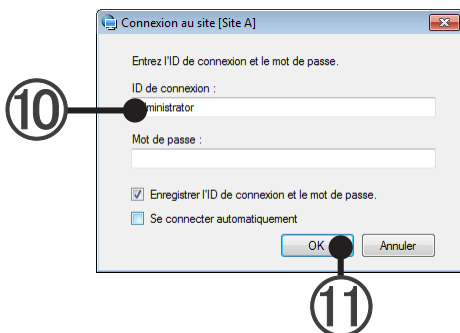 Connexion au site [Site A]
Entrez l'ID de connexion et le mot de passe.
ID de connexion :
⑩
ministrator
Mot de passe :
Enregistrer l'ID de connexion et le mot de passe.
Se connecter automatiquement
OK
Annuler
⑪